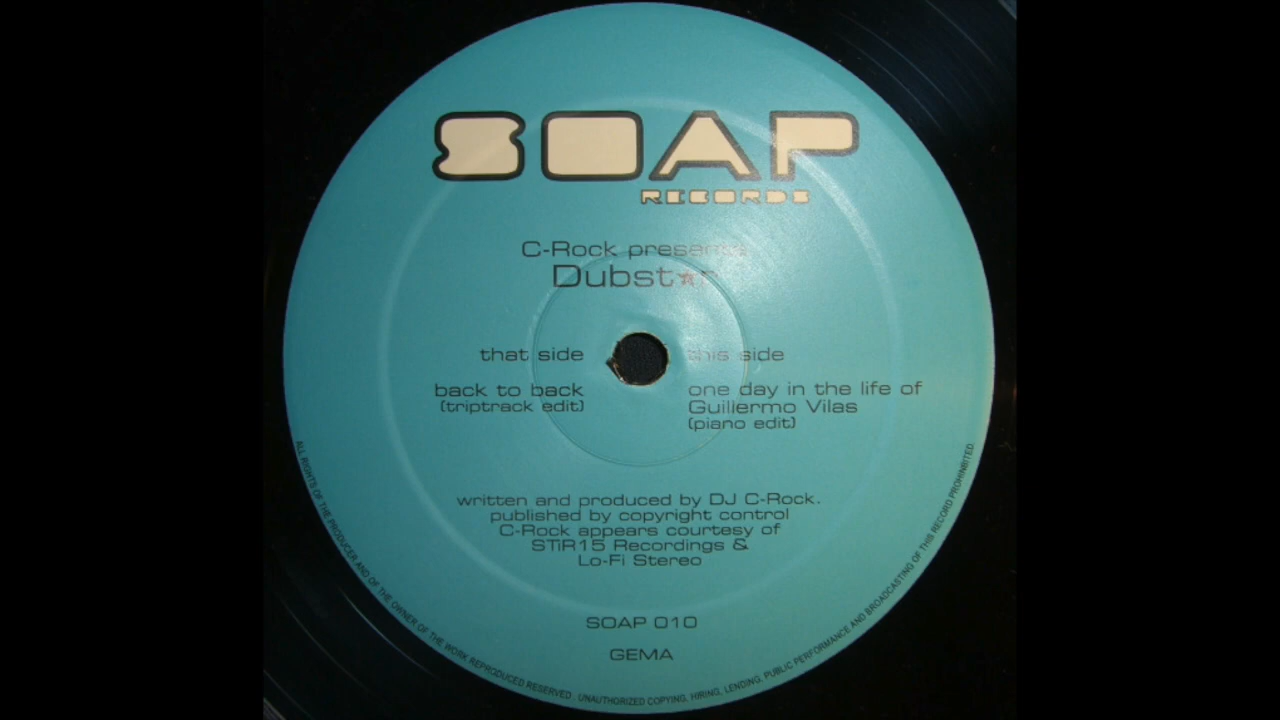 SOAP
RECORDS
C-Rock presents
Dubst★r
that side
back to back
(triptrack edit)
this side
one day in the life of
Guillermo Vilas
(piano edit)
written and produced by DJ C-Rock.
published by copyright control
C-Rock appears courtesy of
STiR15 Recordings &
Lo-Fi Stereo
SOAP 010
GEMA
ALL RIGHTS OF THE PRODUCER AND OF THE OWNER OF THE WORK REPRODUCED RESERVED. UNAUTHORIZED COPYING, HIRING, LENDING, PUBLIC PERFORMANCE AND BROADCASTING OF THIS RECORD PROHIBITED